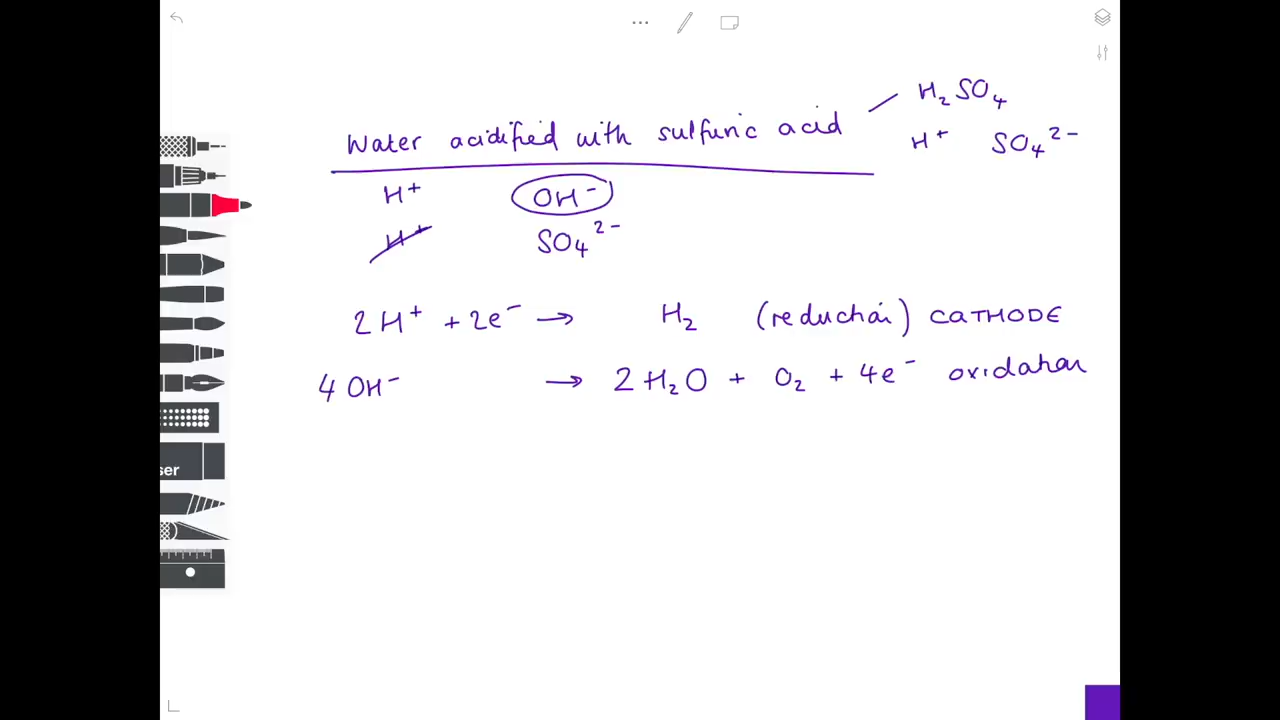 H₂SO₄
Water acidified with sulfuric acid
H⁺ SO₄²⁻
H⁺ OH⁻
H⁺ SO₄²⁻
2H⁺ + 2e⁻ → H₂ (reduction) CATHODE
4OH⁻ → 2H₂O + O₂ + 4e⁻ oxidation
ser